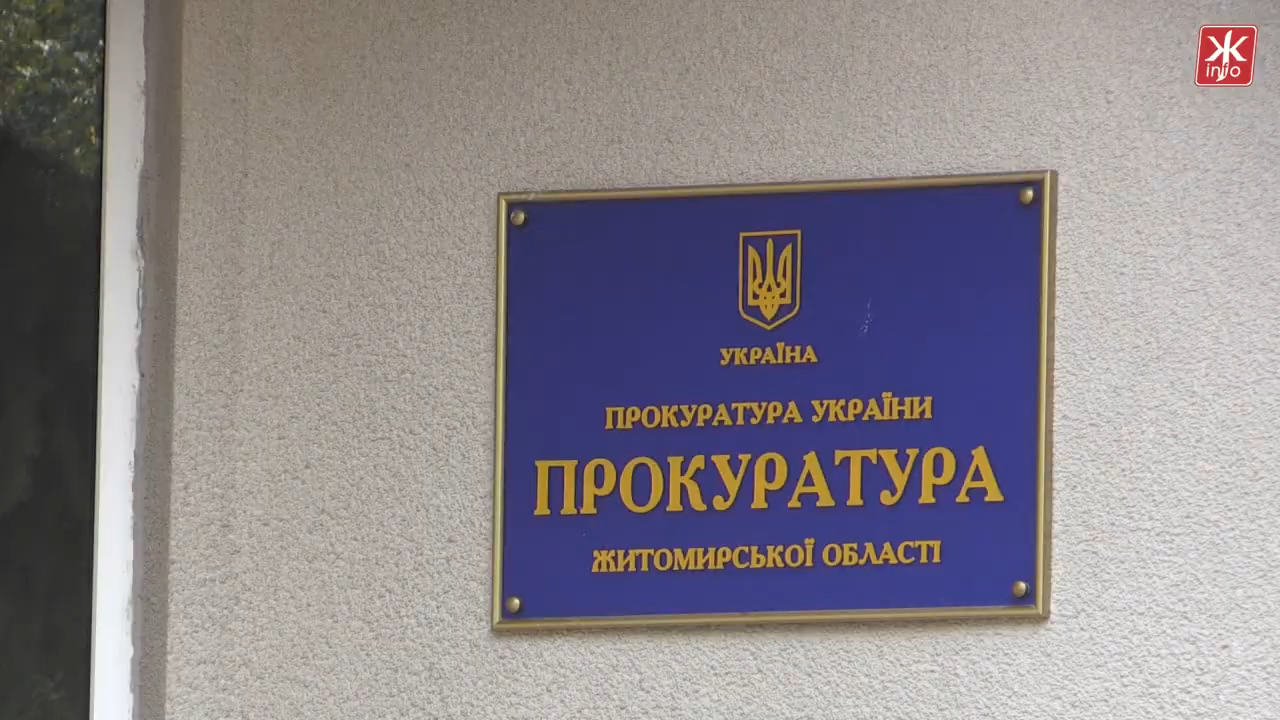 Ж
info
УКРАЇНА
ПРОКУРАТУРА УКРАЇНИ
ПРОКУРАТУРА
ЖИТОМИРСЬКОЇ ОБЛАСТІ